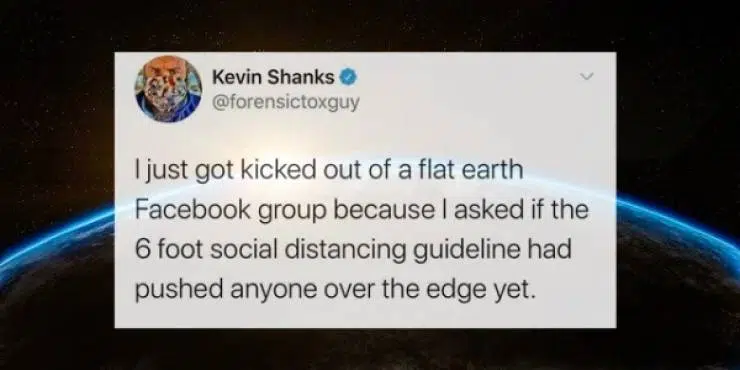 Kevin Shanks
@forensictoxguy
I just got kicked out of a flat earth
Facebook group because I asked if the
6 foot social distancing guideline had
pushed anyone over the edge yet.